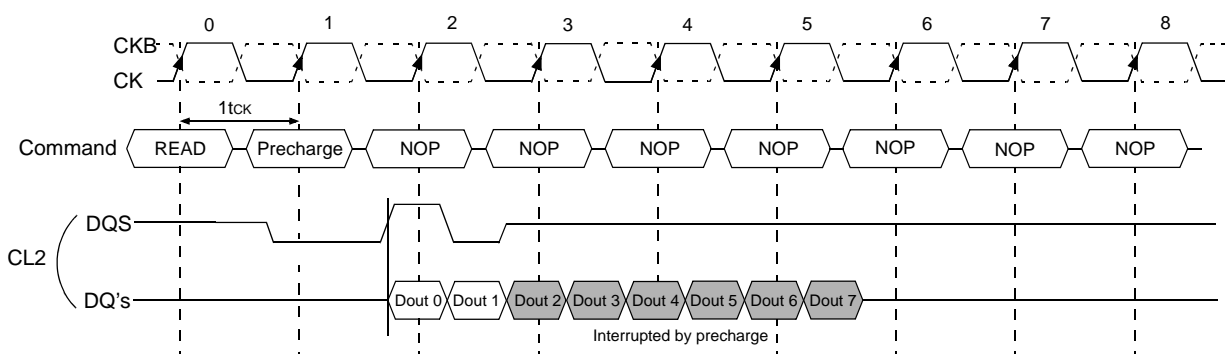 0 1 2 3 4 5 6 7 8
CKB
CK
1tCK
Command READ Precharge NOP NOP NOP NOP NOP NOP NOP
DQS
CL2
DQ's Dout 0 Dout 1 Dout 2 Dout 3 Dout 4 Dout 5 Dout 6 Dout 7
Interrupted by precharge